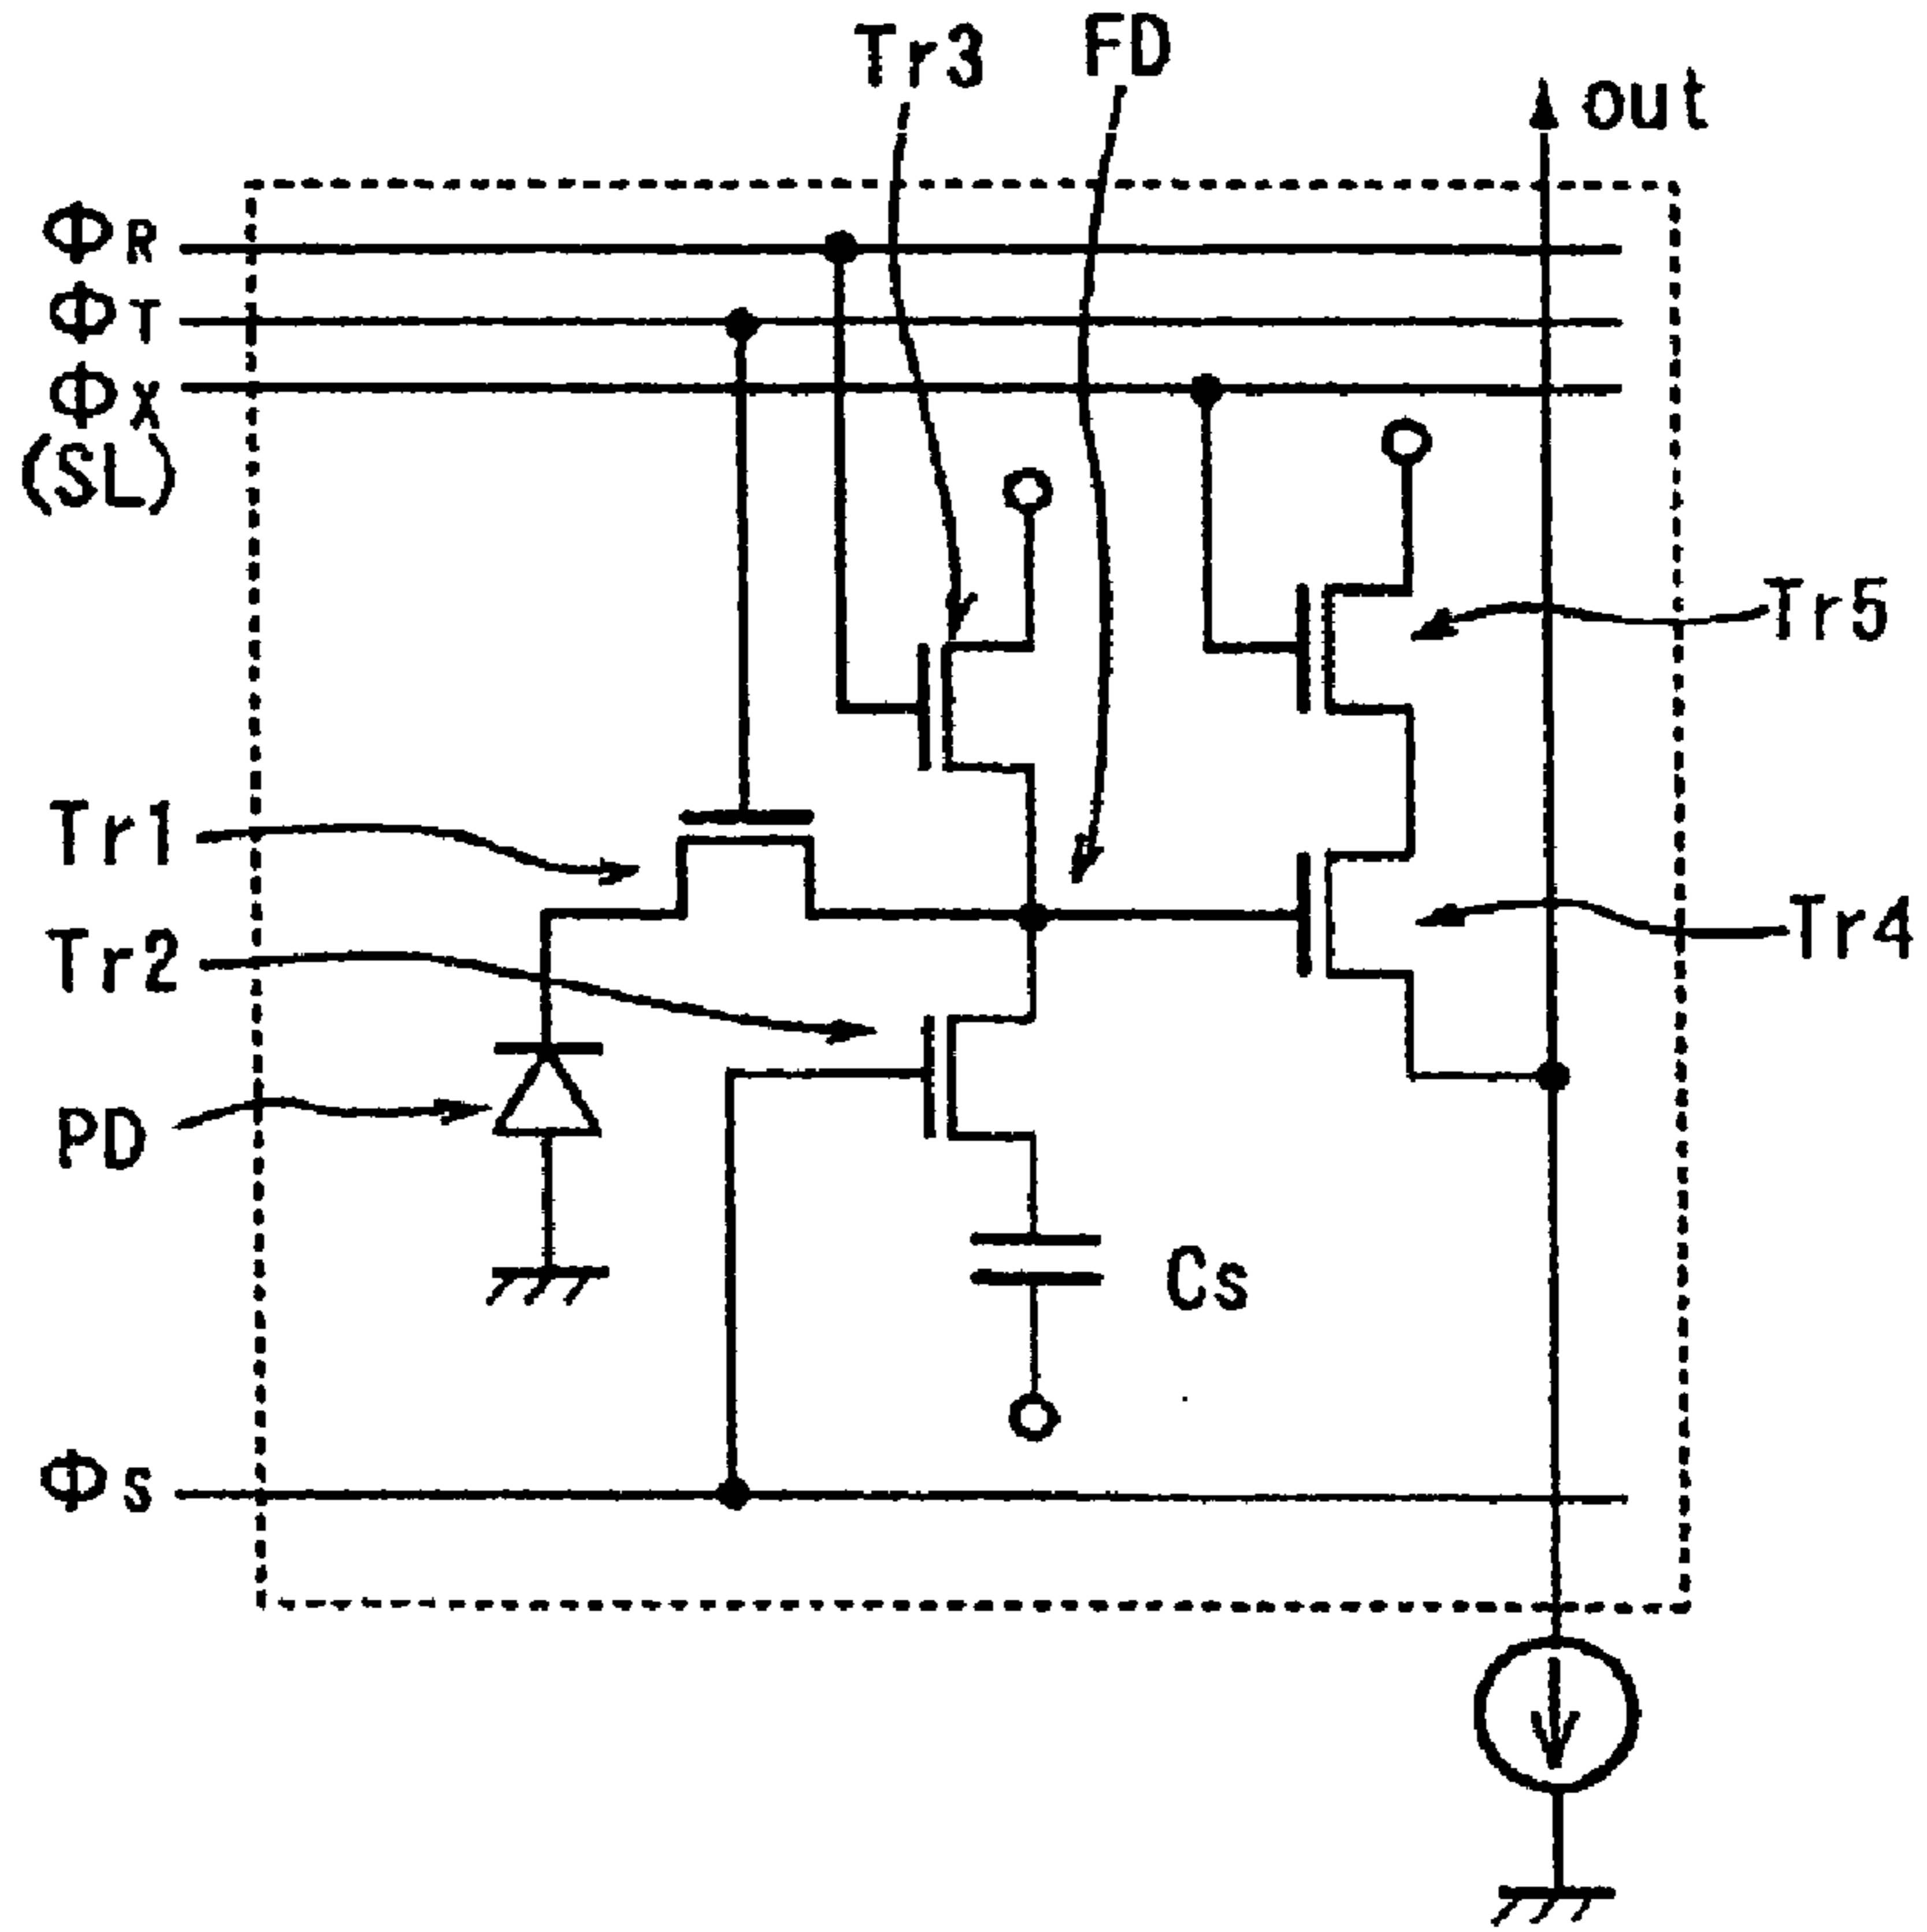 Tr3
FD
out
ΦR
ΦT
ΦX
(SL)
Tr5
Tr1
Tr4
Tr2
PD
Cs
ΦS